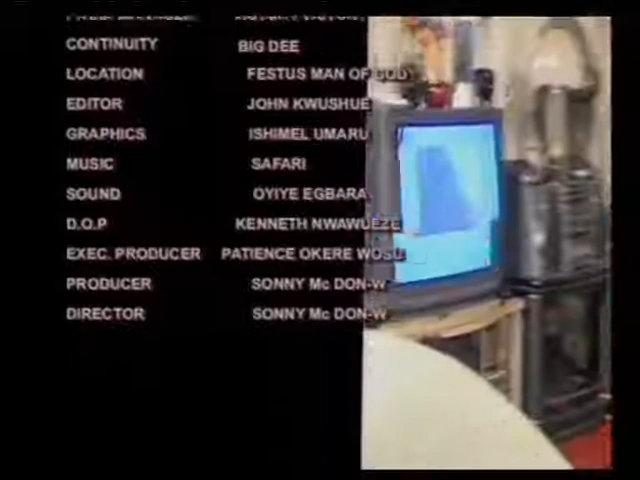 CONTINUITY BIG DEE
LOCATION FESTUS MAN OF GOD
EDITOR JOHN KWUSHUE
GRAPHICS ISHIMEL UMARU
MUSIC SAFARI
SOUND OYIYE EGBARA
D.O.P KENNETH NWAWUEZE
EXEC. PRODUCER PATIENCE OKERE WOSU
PRODUCER SONNY Mc DON-W
DIRECTOR SONNY Mc DON-W